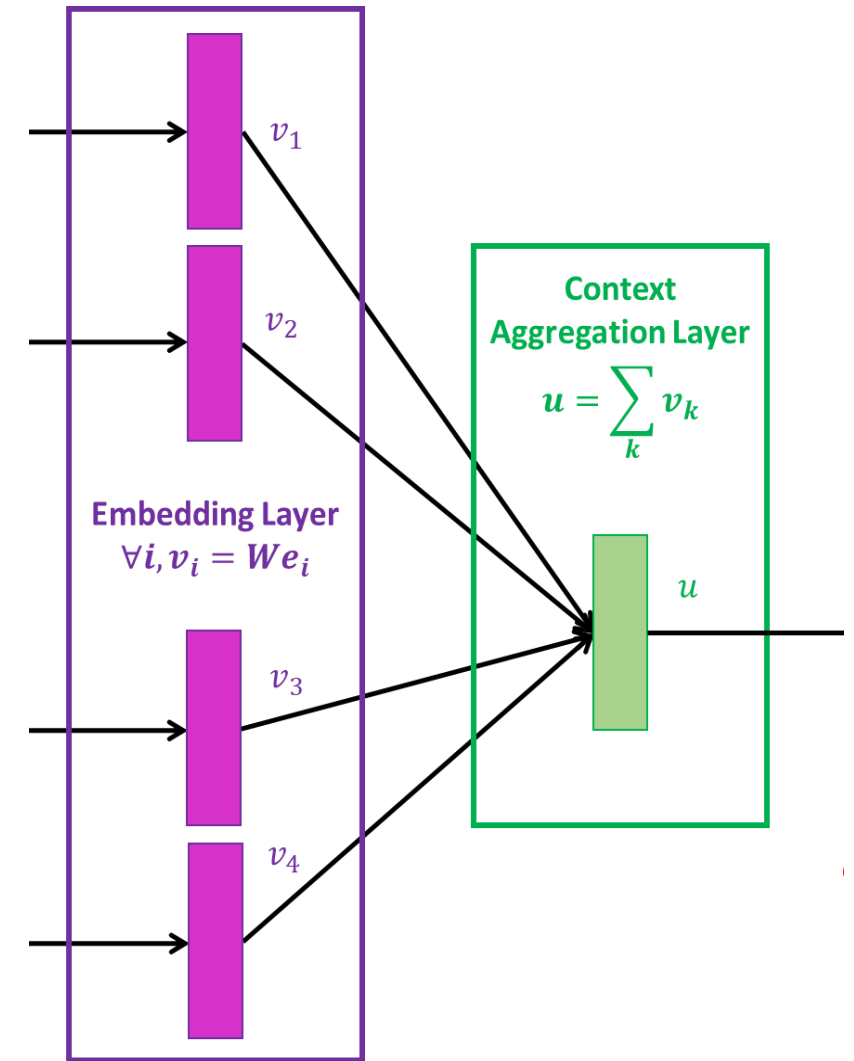 v₁
v₂
Embedding Layer
∀i, vᵢ = Weᵢ
v₃
v₄
Context
Aggregation Layer
u = ∑ₖ vₖ
u